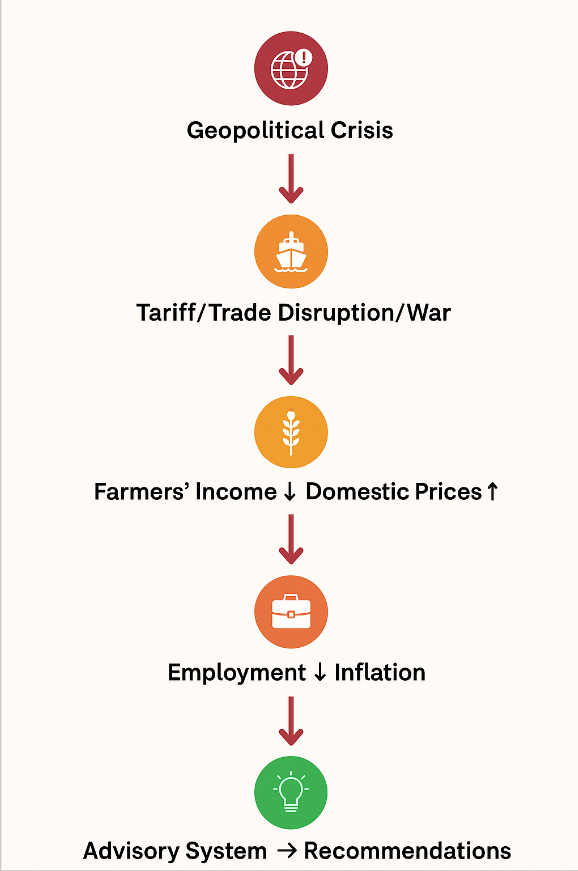 Geopolitical Crisis
Tariff/Trade Disruption/War
Farmers’ Income ↓ Domestic Prices ↑
Employment ↓ Inflation
Advisory System → Recommendations